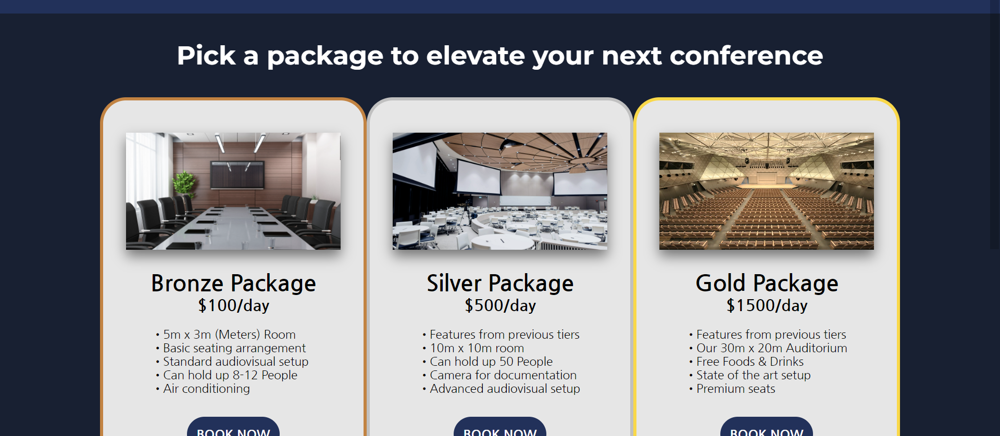 Pick a package to elevate your next conference
Bronze Package
$100/day
• 5m x 3m (Meters) Room
• Basic seating arrangement
• Standard audiovisual setup
• Can hold up 8-12 People
• Air conditioning
BOOK NOW
Silver Package
$500/day
• Features from previous tiers
• 10m x 10m room
• Can hold up 50 People
• Camera for documentation
• Advanced audiovisual setup
BOOK NOW
Gold Package
$1500/day
• Features from previous tiers
• Our 30m x 20m Auditorium
• Free Foods & Drinks
• State of the art setup
• Premium seats
BOOK NOW